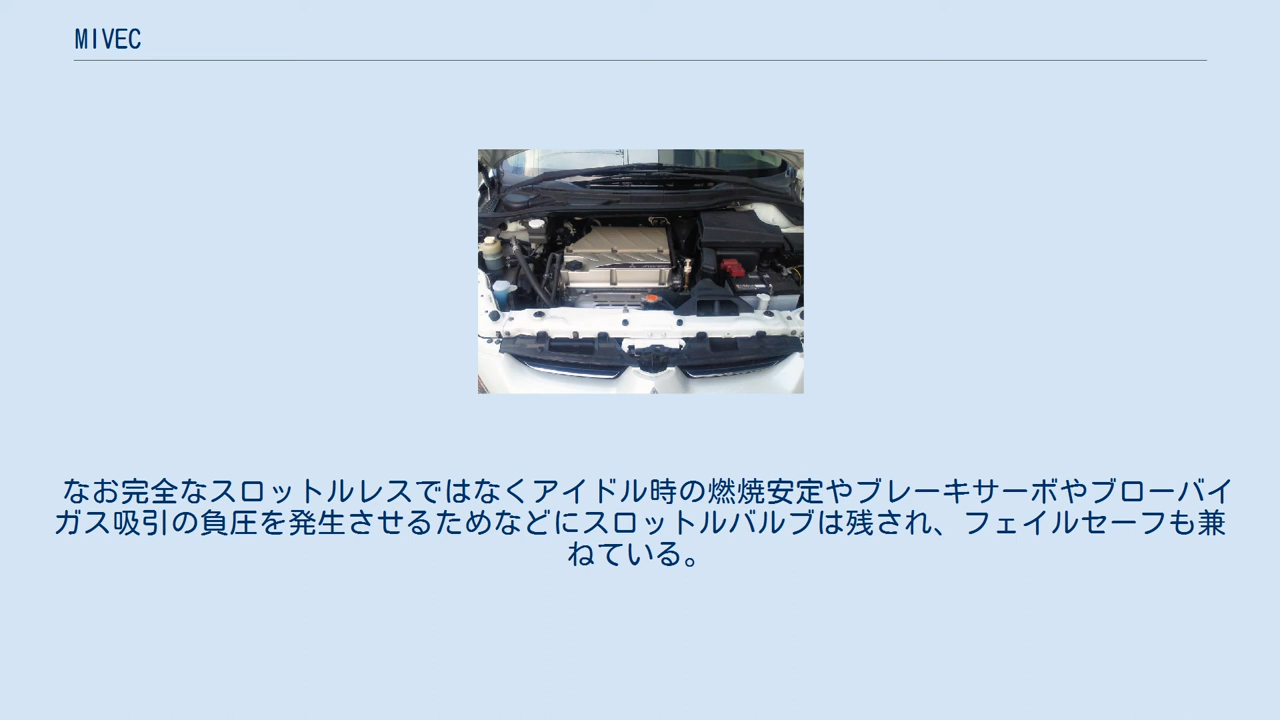 MIVEC
なお完全なスロットルレスではなくアイドル時の燃焼安定やブレーキサーボやブローバイ
ガス吸引の負圧を発生させるためなどにスロットルバルブは残され、フェイルセーフも兼
ねている。